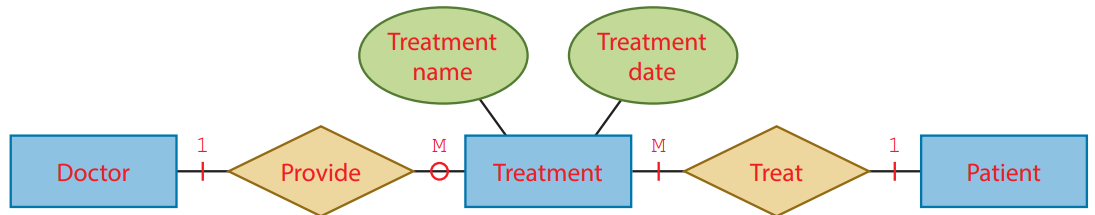 Treatment
name
Treatment
date
1
M
M
1
Doctor
Provide
Treatment
Treat
Patient